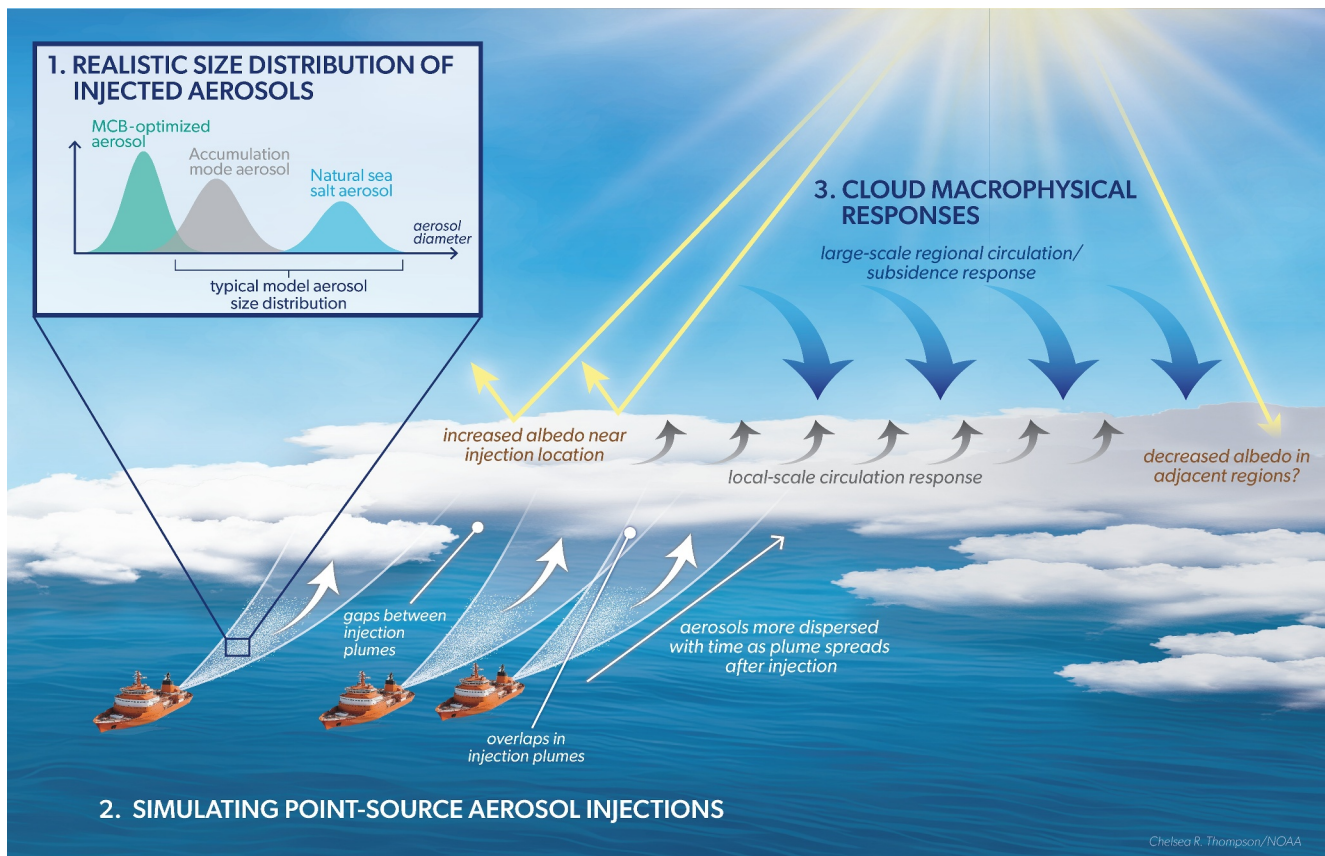 1. REALISTIC SIZE DISTRIBUTION OF
INJECTED AEROSOLS
MCB-optimized
aerosol
Accumulation
mode aerosol
Natural sea
salt aerosol
aerosol
diameter
typical model aerosol
size distribution
3. CLOUD MACROPHYSICAL
RESPONSES
large-scale regional circulation/
subsidence response
increased albedo near
injection location
local-scale circulation response
decreased albedo in
adjacent regions?
gaps between
injection
plumes
aerosols more dispersed
with time as plume spreads
after injection
overlaps in
injection plumes
2. SIMULATING POINT-SOURCE AEROSOL INJECTIONS
Chelsea R. Thompson/NOAA